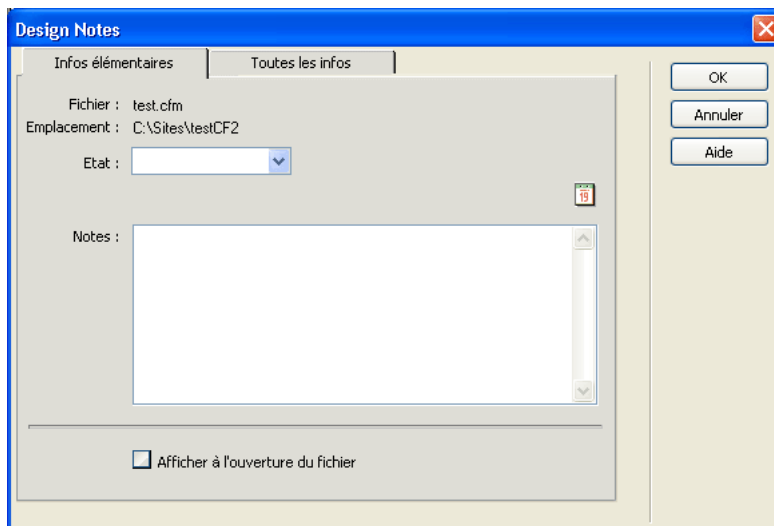 Design Notes
Infos élémentaires
Toutes les infos
OK
Annuler
Aide
Fichier : test.cfm
Emplacement : C:\Sites\testCF2
Etat :
19
Notes :
Afficher à l'ouverture du fichier